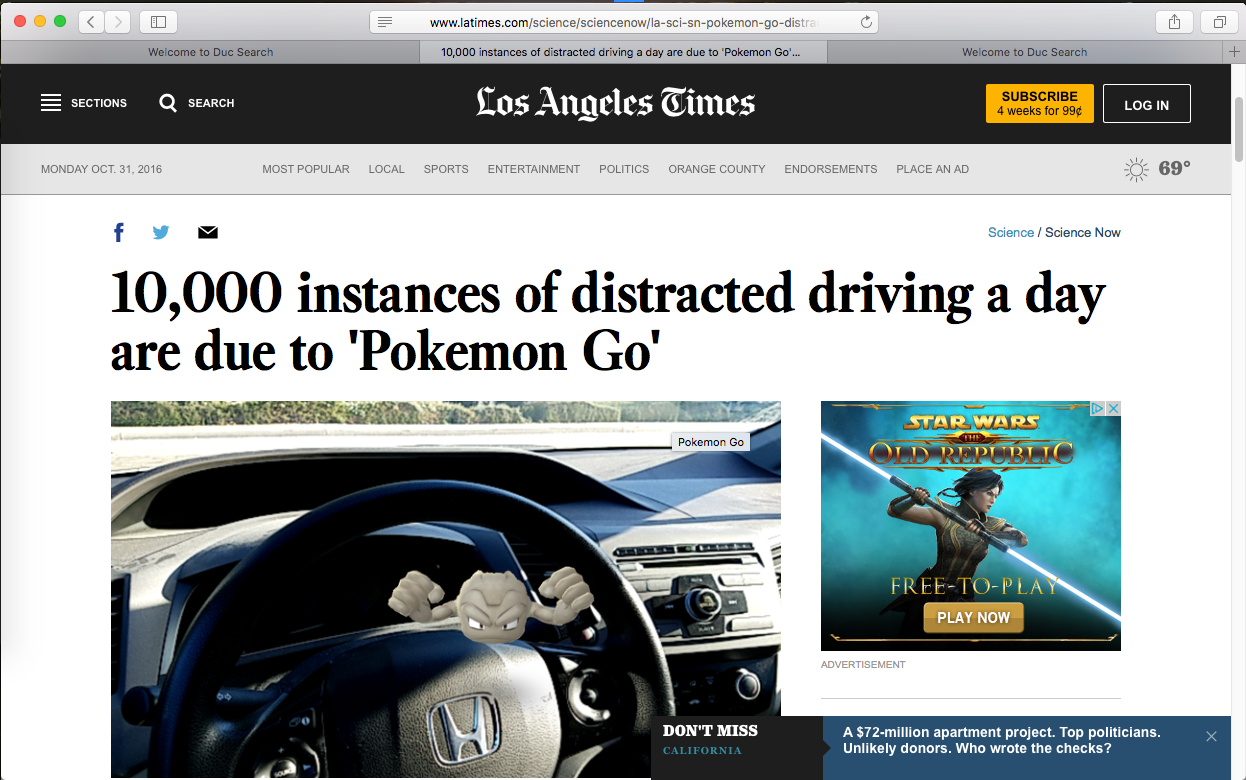 www.latimes.com/science/sciencenow/la-sci-sn-pokemon-go-distra
Welcome to Duc Search
10,000 instances of distracted driving a day are due to 'Pokemon Go'...
Welcome to Duc Search
SECTIONS
SEARCH
Los Angeles Times
SUBSCRIBE
4 weeks for 99¢
LOG IN
MONDAY OCT. 31, 2016
MOST POPULAR
LOCAL
SPORTS
ENTERTAINMENT
POLITICS
ORANGE COUNTY
ENDORSEMENTS
PLACE AN AD
69°
Science / Science Now
10,000 instances of distracted driving a day
are due to 'Pokemon Go'
Pokemon Go
STAR WARS
THE
OLD REPUBLIC
FREE-TO-PLAY
PLAY NOW
ADVERTISEMENT
DON'T MISS
CALIFORNIA
A $72-million apartment project. Top politicians.
Unlikely donors. Who wrote the checks?